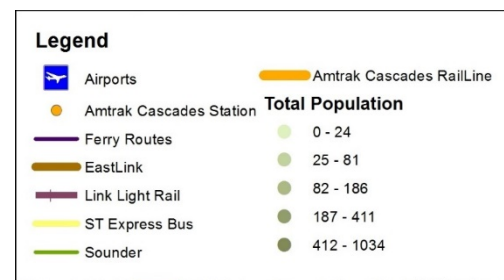 Legend
Airports
Amtrak Cascades Station
Ferry Routes
EastLink
Link Light Rail
ST Express Bus
Sounder
Amtrak Cascades RailLine
Total Population
0 - 24
25 - 81
82 - 186
187 - 411
412 - 1034